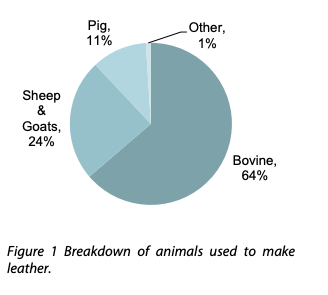 Pig,
11%
Other,
1%
Sheep
&
Goats,
24%
Bovine,
64%
Figure 1 Breakdown of animals used to make
leather.